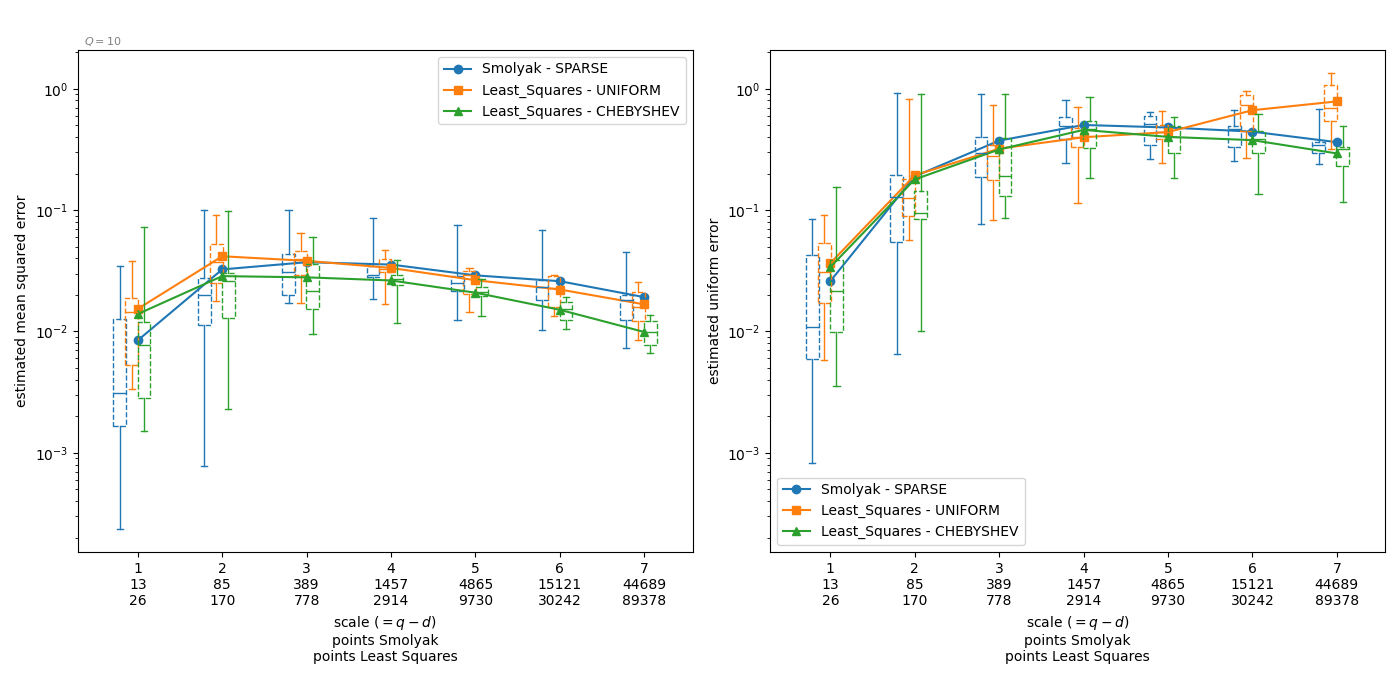 Q = 10
estimated mean squared error
10⁰
10⁻¹
10⁻²
10⁻³
Smolyak - SPARSE
Least_Squares - UNIFORM
Least_Squares - CHEBYSHEV
1 2 3 4 5 6 7
13 85 389 1457 4865 15121 44689
26 170 778 2914 9730 30242 89378
scale (= q − d)
points Smolyak
points Least Squares
estimated uniform error
10⁰
10⁻¹
10⁻²
10⁻³
Smolyak - SPARSE
Least_Squares - UNIFORM
Least_Squares - CHEBYSHEV
1 2 3 4 5 6 7
13 85 389 1457 4865 15121 44689
26 170 778 2914 9730 30242 89378
scale (= q − d)
points Smolyak
points Least Squares